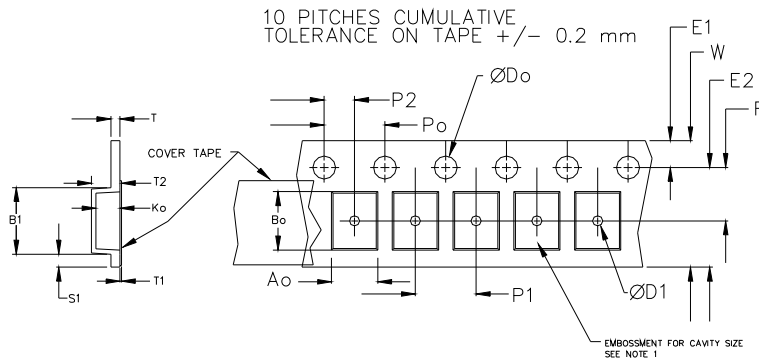 10 PITCHES CUMULATIVE
TOLERANCE ON TAPE +/- 0.2 mm
E1
W
E2
ØDo
P2
F
Po
T
COVER TAPE
T2
Ko
B1
Bo
S1
T1
Ao
P1
ØD1
EMBOSSMENT FOR CAVITY SIZE
SEE NOTE 1